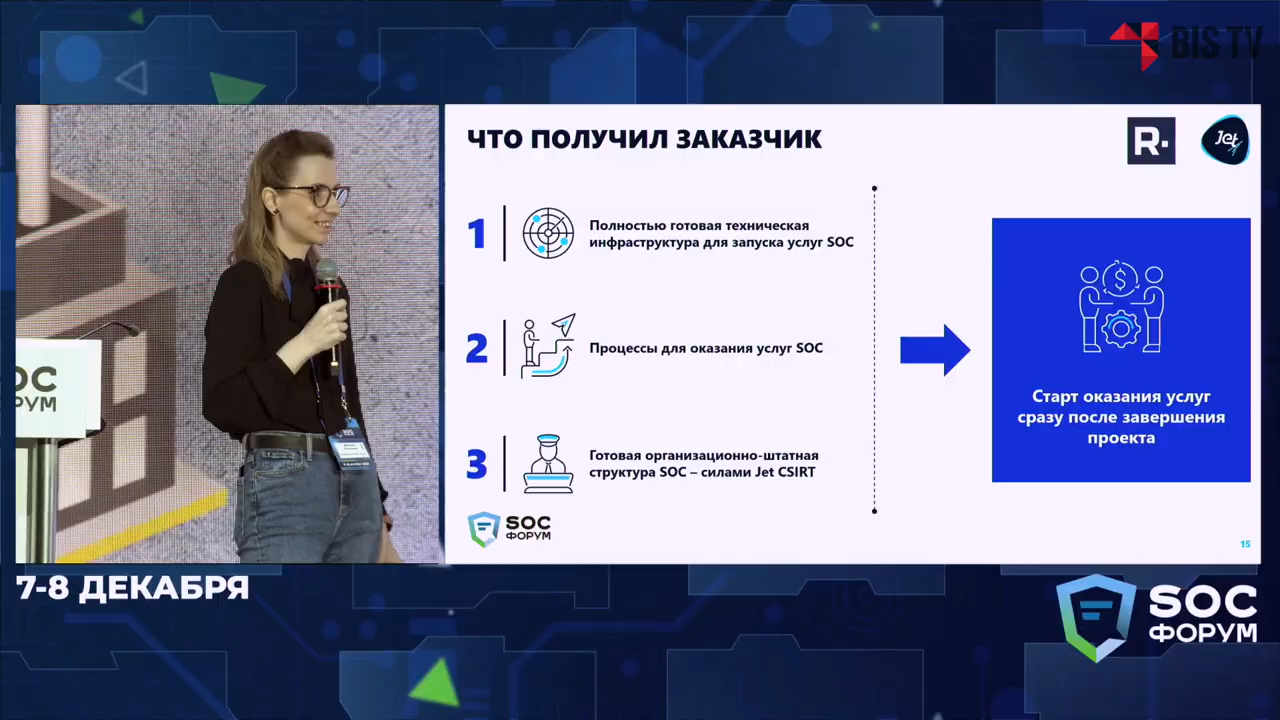 BIS TV
ЧТО ПОЛУЧИЛ ЗАКАЗЧИК
R.
Jet
1
Полностью готовая техническая
инфраструктура для запуска услуг SOC
2
Процессы для оказания услуг SOC
3
Готовая организационно-штатная
структура SOC – силами Jet CSIRT
$
Старт оказания услуг
сразу после завершения
проекта
SOC
ФОРУМ
15
7-8 ДЕКАБРЯ
SOC
ФОРУМ